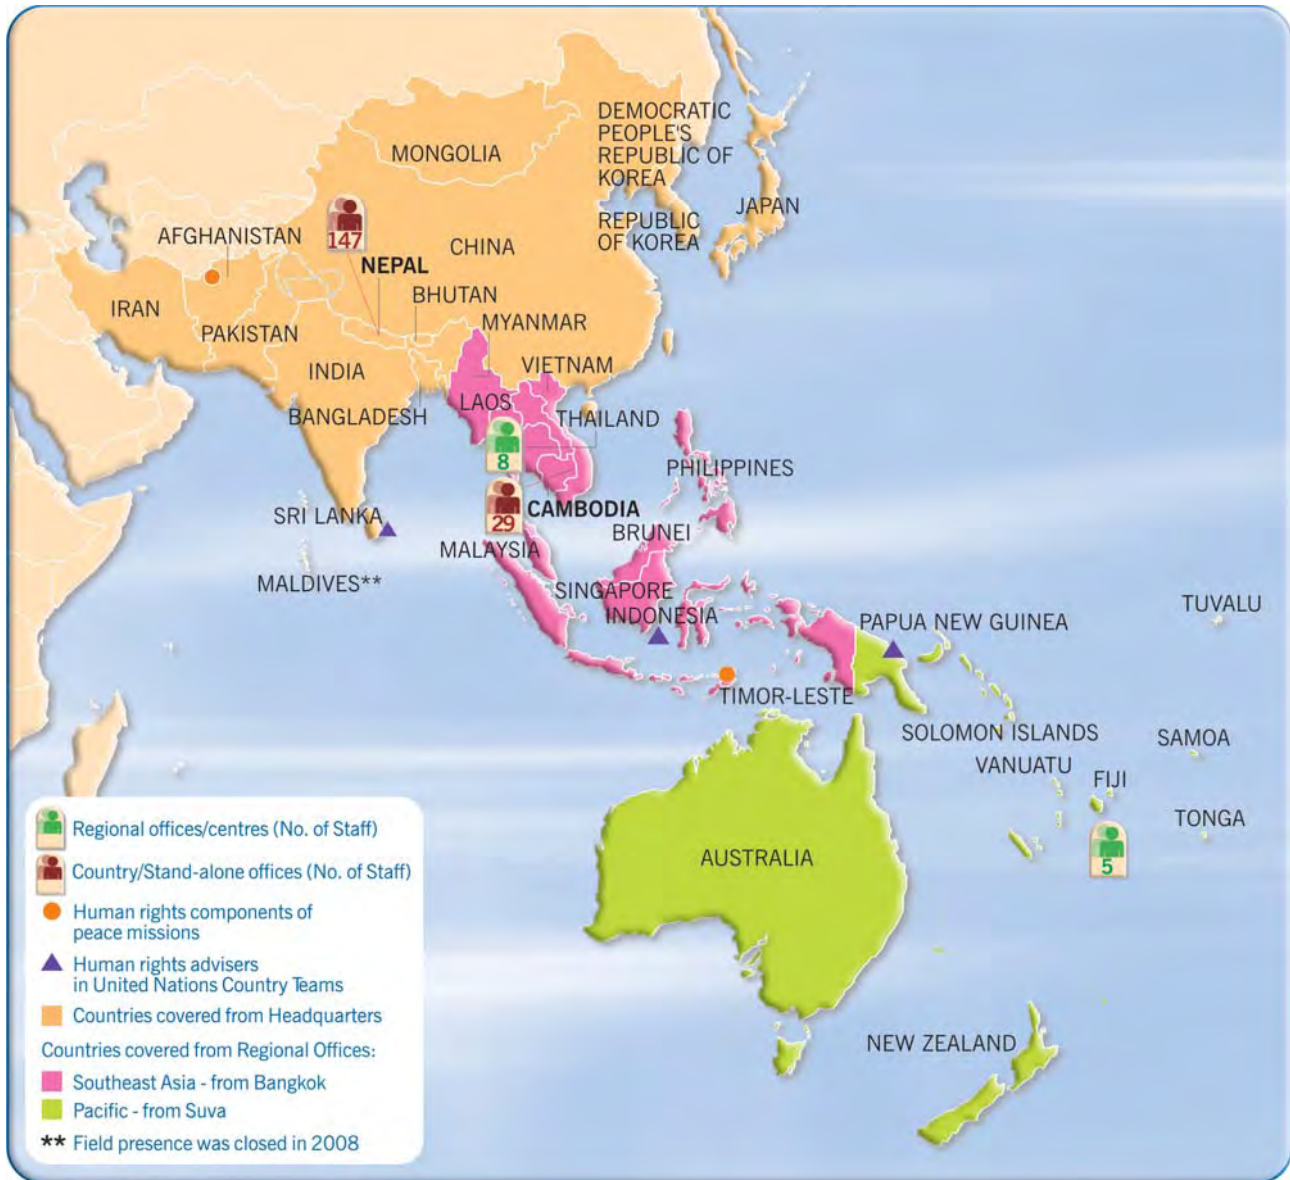 DEMOCRATIC
PEOPLE'S
REPUBLIC OF
KOREA
MONGOLIA
JAPAN
REPUBLIC
OF KOREA
AFGHANISTAN
147
CHINA
NEPAL
BHUTAN
IRAN
PAKISTAN
MYANMAR
INDIA
VIETNAM
LAOS
BANGLADESH
THAILAND
8
PHILIPPINES
SRI LANKA
29
CAMBODIA
BRUNEI
MALAYSIA
MALDIVES**
SINGAPORE
INDONESIA
TUVALU
PAPUA NEW GUINEA
TIMOR-LESTE
SOLOMON ISLANDS
SAMOA
VANUATU
FIJI
TONGA
5
AUSTRALIA
NEW ZEALAND
Regional offices/centres (No. of Staff)
Country/Stand-alone offices (No. of Staff)
Human rights components of
peace missions
Human rights advisers
in United Nations Country Teams
Countries covered from Headquarters
Countries covered from Regional Offices:
Southeast Asia - from Bangkok
Pacific - from Suva
** Field presence was closed in 2008